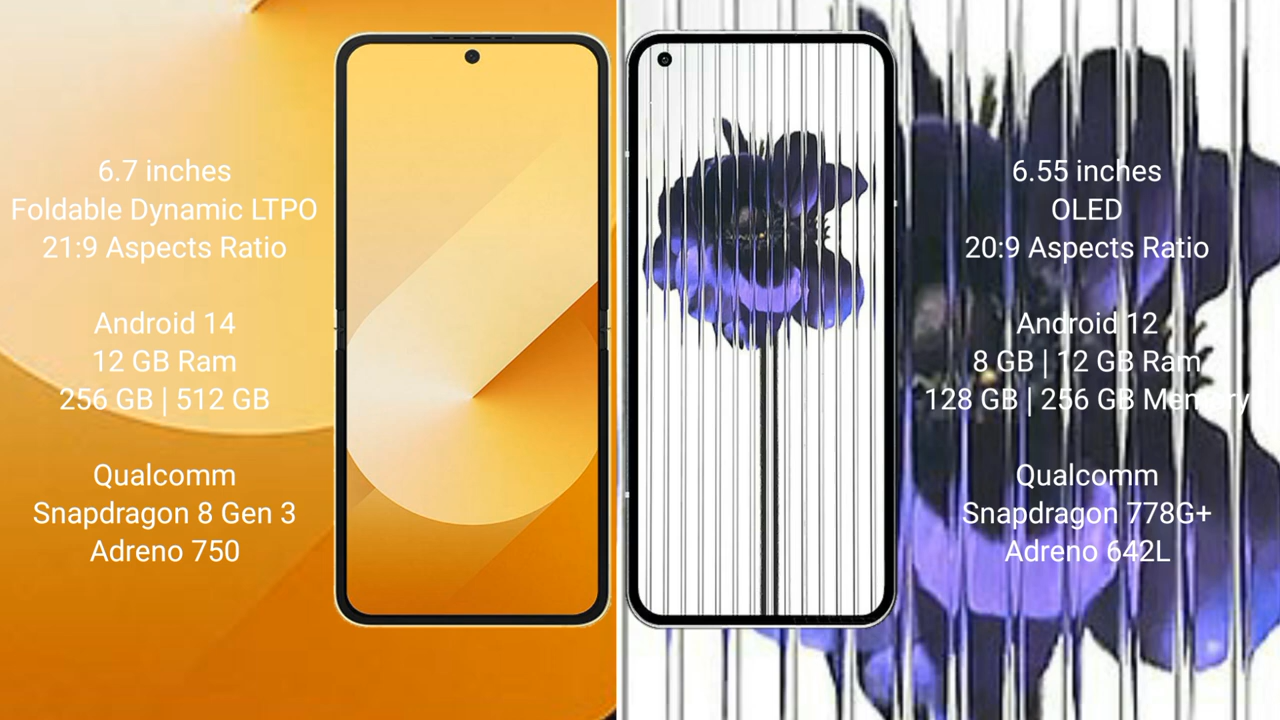 6.7 inches
Foldable Dynamic LTPO
21:9 Aspects Ratio
Android 14
12 GB Ram
256 GB | 512 GB
Qualcomm
Snapdragon 8 Gen 3
Adreno 750
6.55 inches
OLED
20:9 Aspects Ratio
Android 12
8 GB | 12 GB Ram
128 GB | 256 GB Memory
Qualcomm
Snapdragon 778G+
Adreno 642L